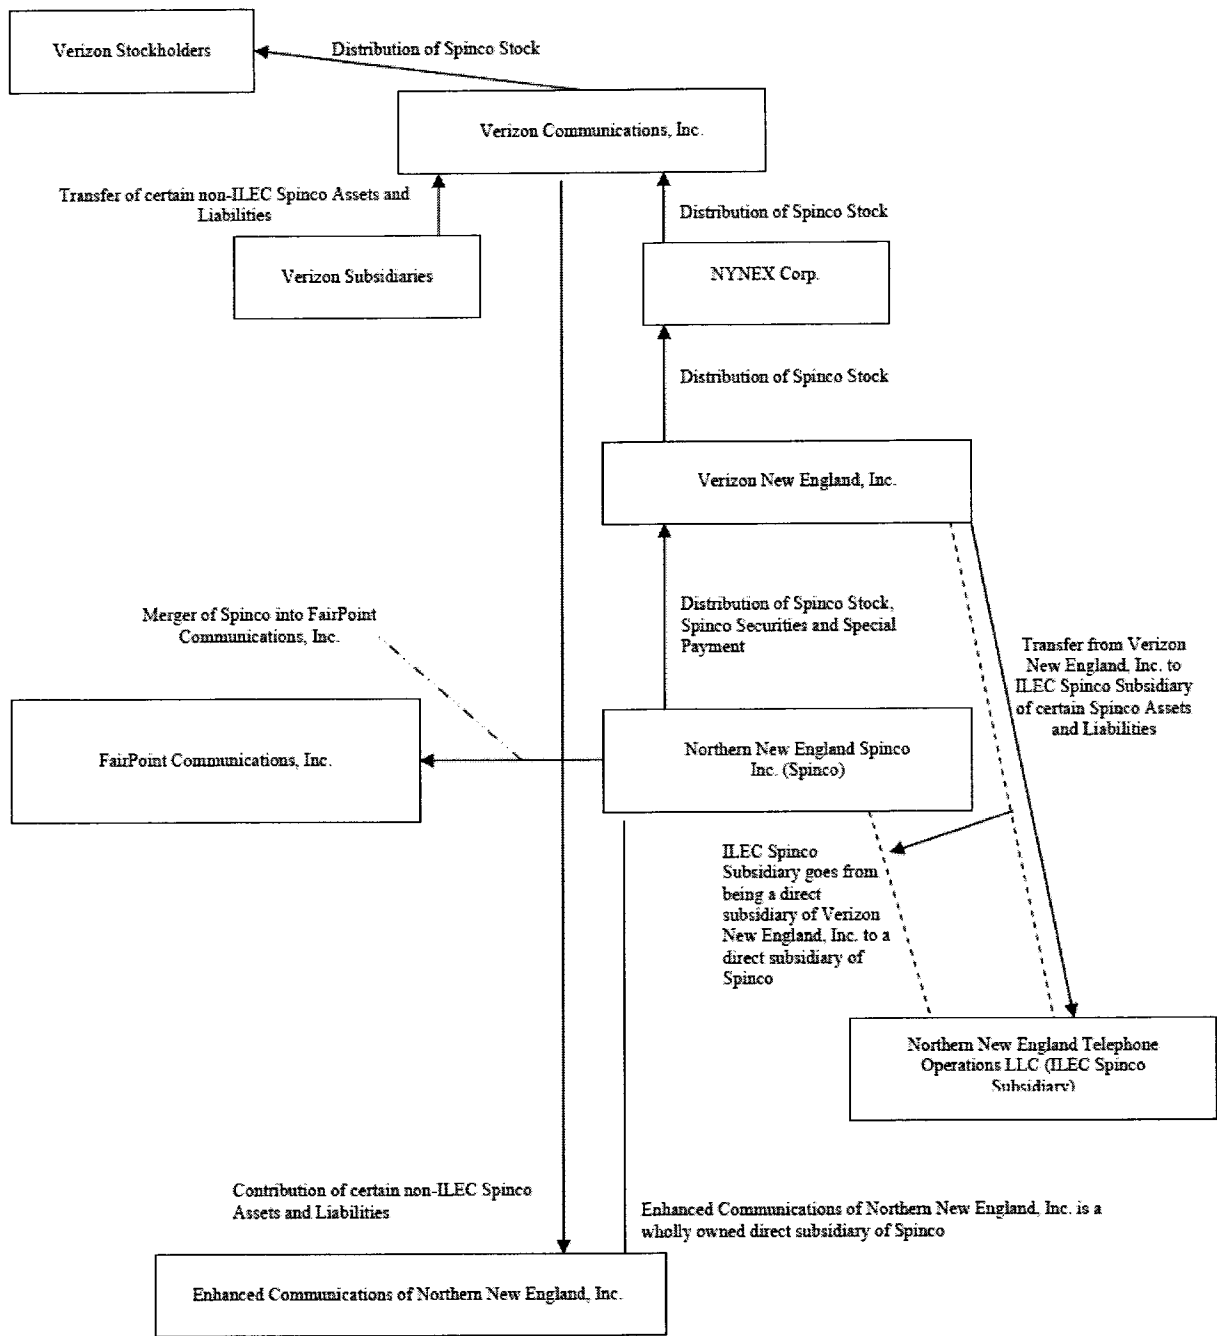 Verizon Stockholders
Distribution of Spinco Stock
Verizon Communications, Inc.
Transfer of certain non-ILEC Spinco Assets and
Liabilities
Distribution of Spinco Stock
Verizon Subsidiaries
NYNEX Corp.
Distribution of Spinco Stock
Verizon New England, Inc.
Merger of Spinco into FairPoint
Communications, Inc.
Distribution of Spinco Stock,
Spinco Securities and Special
Payment
Transfer from Verizon
New England, Inc. to
ILEC Spinco Subsidiary
of certain Spinco Assets
and Liabilities
FairPoint Communications, Inc.
Northern New England Spinco
Inc. (Spinco)
ILEC Spinco
Subsidiary goes from
being a direct
subsidiary of Verizon
New England, Inc. to a
direct subsidiary of
Spinco
Northern New England Telephone
Operations LLC (ILEC Spinco
Subsidiary)
Contribution of certain non-ILEC Spinco
Assets and Liabilities
Enhanced Communications of Northern New England, Inc. is a
wholly owned direct subsidiary of Spinco
Enhanced Communications of Northern New England, Inc.